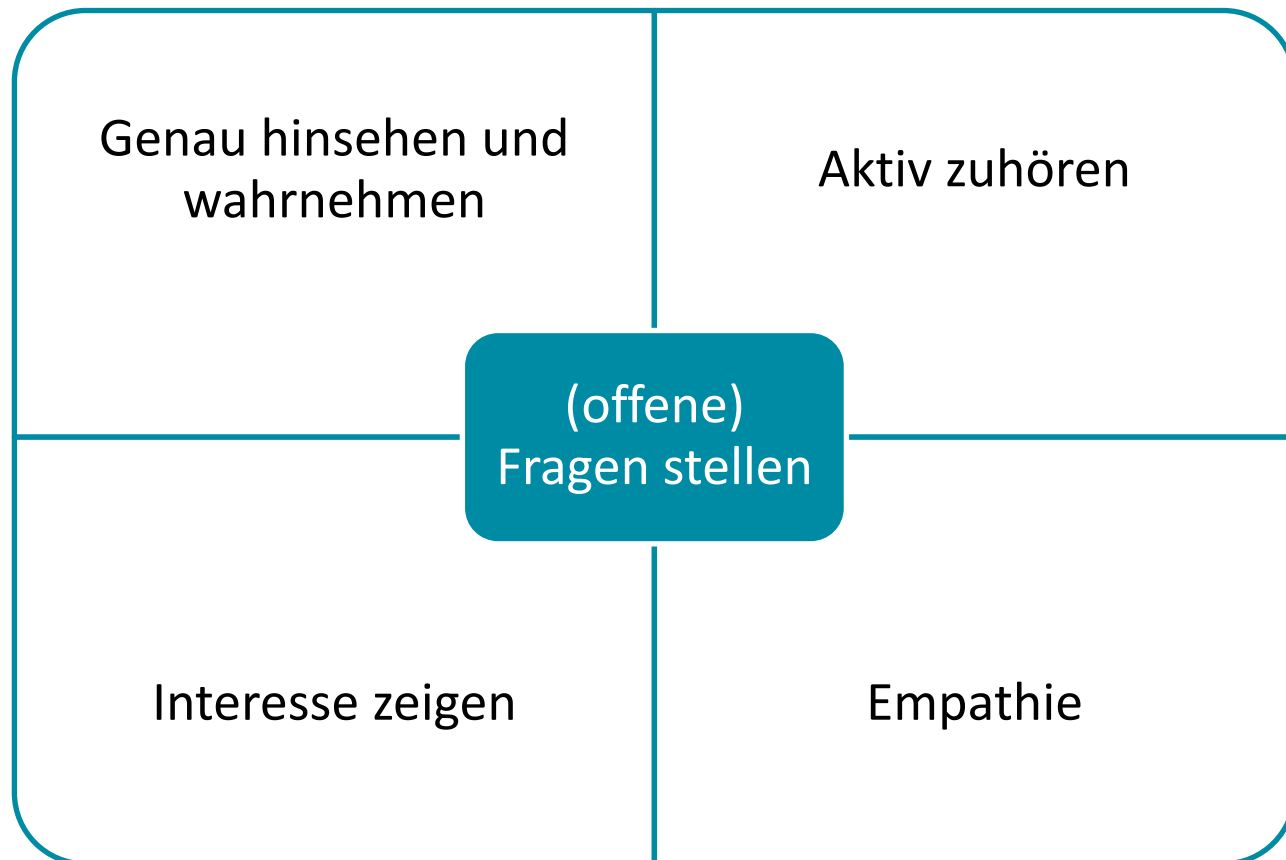 Genau hinsehen und
wahrnehmen
Aktiv zuhören
(offene)
Fragen stellen
Interesse zeigen
Empathie